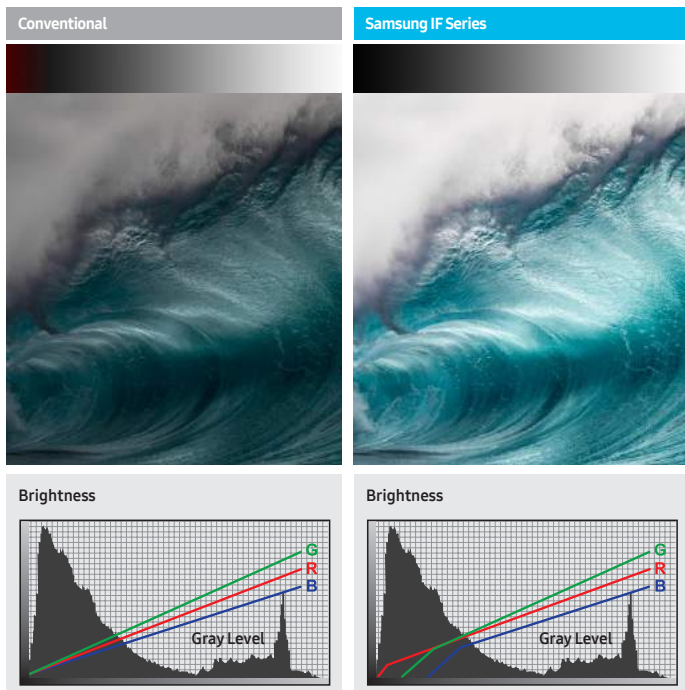 Conventional
Samsung IF Series
Brightness
G
R
B
Gray Level
Brightness
G
R
B
Gray Level